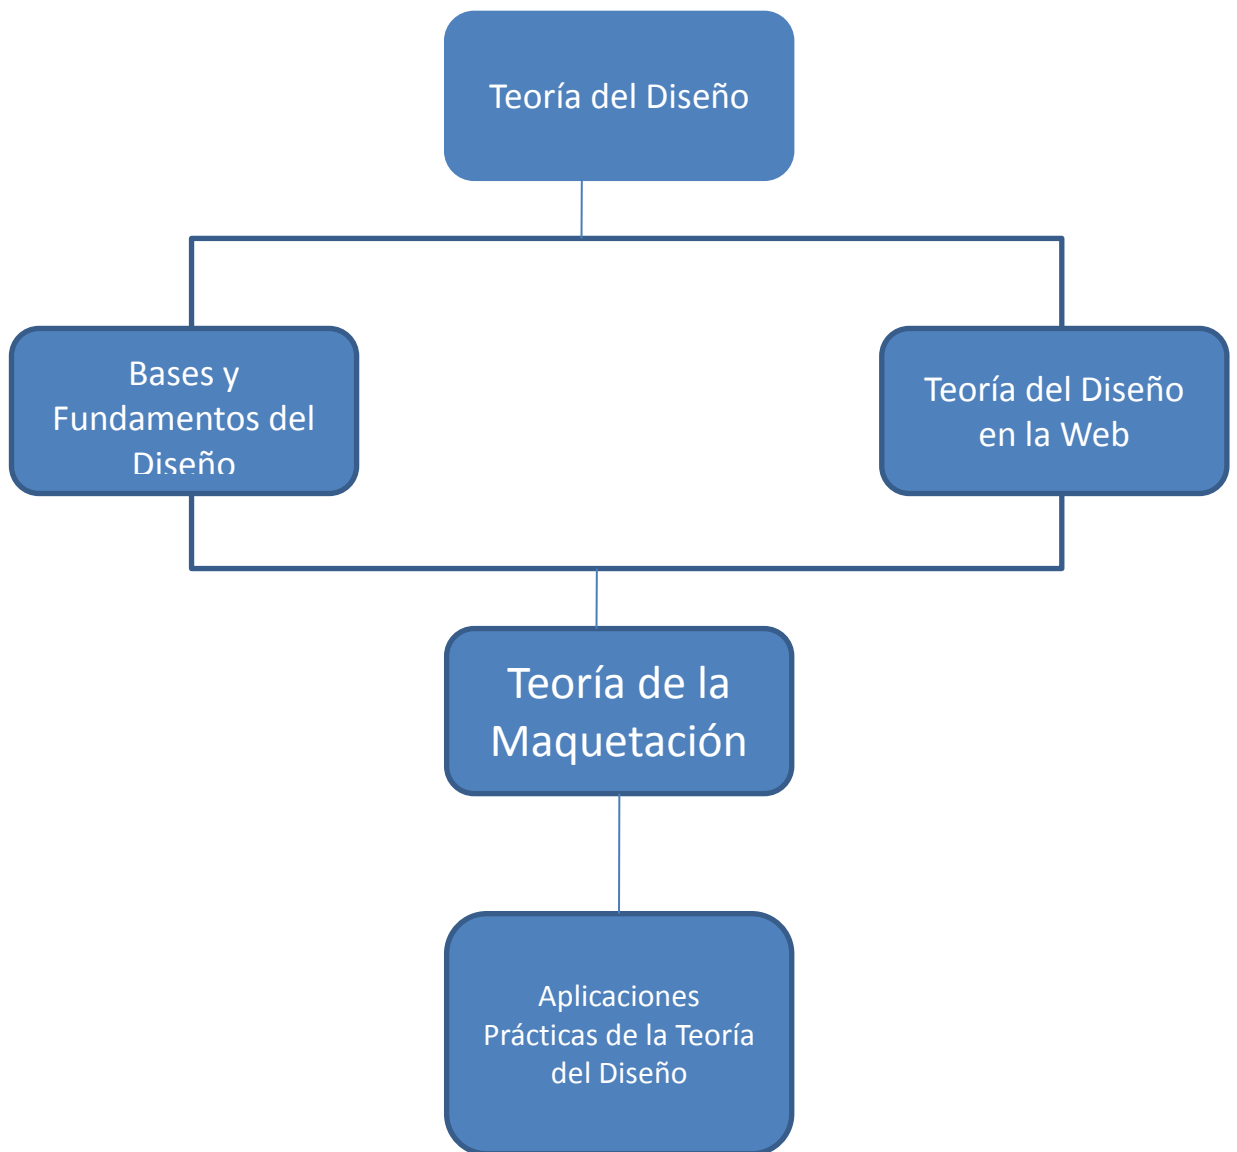 Teoría del Diseño
Bases y
Fundamentos del
Diseño
Teoría del Diseño
en la Web
Teoría de la
Maquetación
Aplicaciones
Prácticas de la Teoría
del Diseño